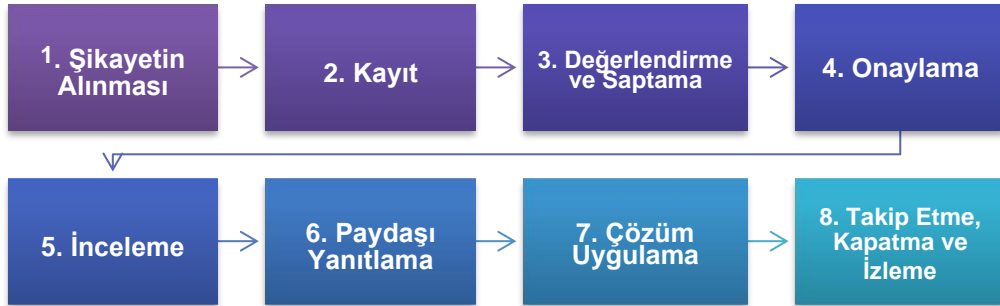 1. Şikayetin
Alınması
2. Kayıt
3. Değerlendirme
ve Saptama
4. Onaylama
5. İnceleme
6. Paydaşı
Yanıtlama
7. Çözüm
Uygulama
8. Takip Etme,
Kapatma ve
İzleme